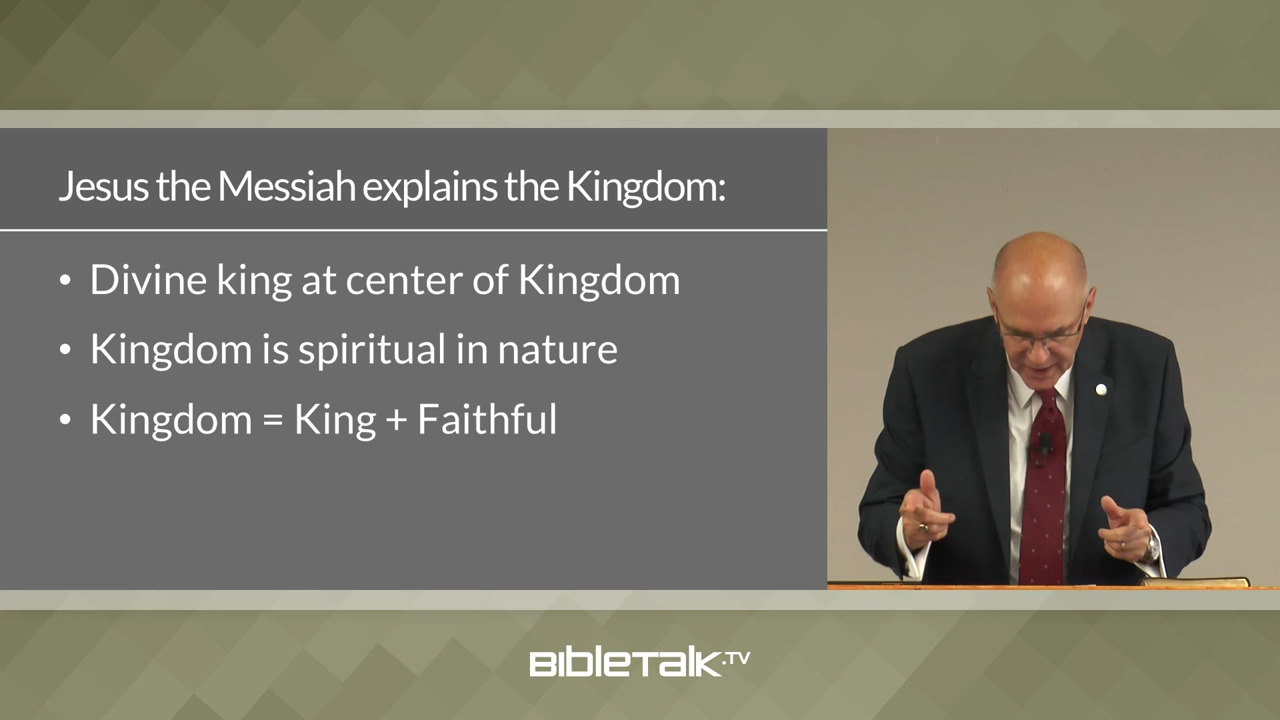 Jesus the Messiah explains the Kingdom:
• Divine king at center of Kingdom
• Kingdom is spiritual in nature
• Kingdom = King + Faithful
BibleTalk.TV